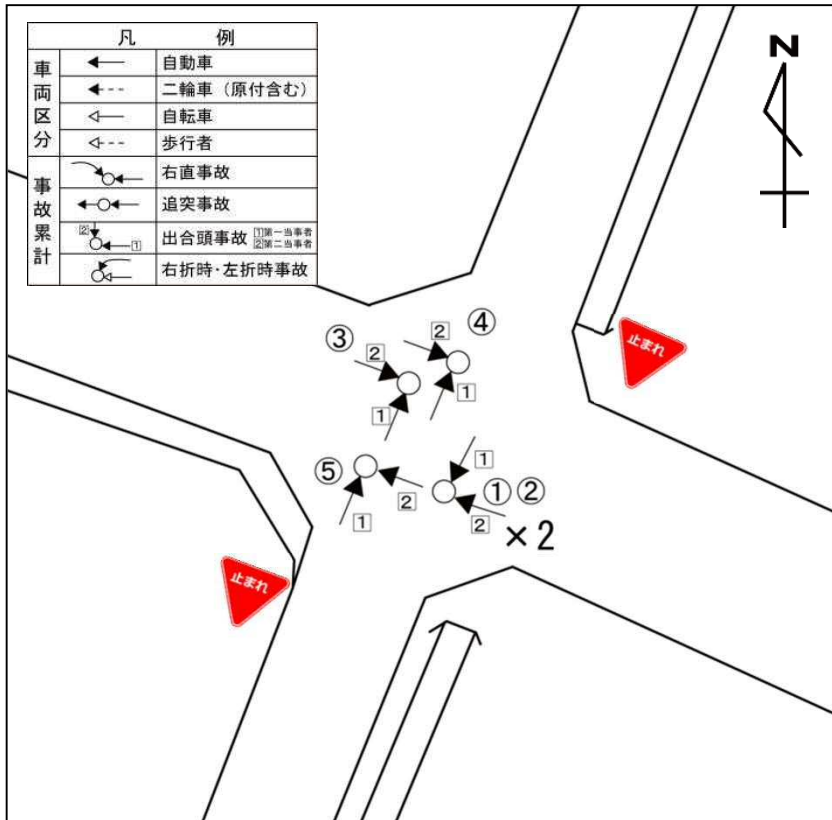 凡 例
車両区分
自動車
二輪車（原付含む）
自転車
歩行者
事故累計
右直事故
追突事故
2
1
出合頭事故 1第一当事者
2第二当事者
右折時・左折時事故
N
止まれ
③ 2
1
2 ④
1
⑤ 2
1
1
2
① ②
×2
止まれ